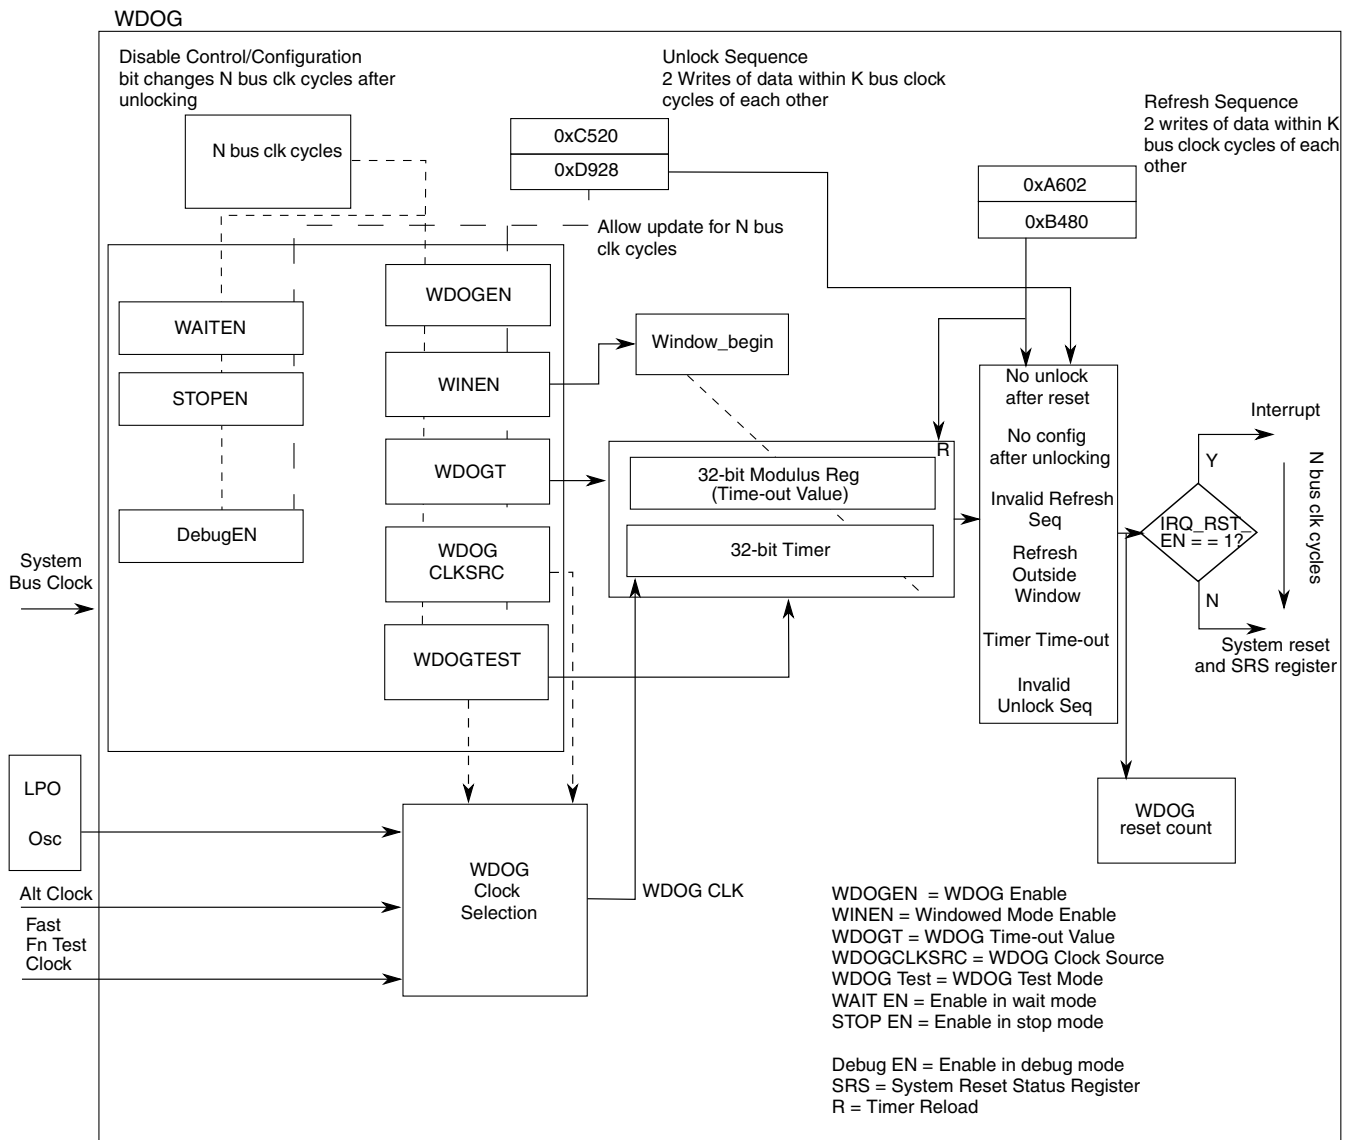 WDOG
Disable Control/Configuration
bit changes N bus clk cycles after
unlocking
N bus clk cycles
Unlock Sequence
2 Writes of data within K bus clock
cycles of each other
0xC520
0xD928
Allow update for N bus
clk cycles
Refresh Sequence
2 writes of data within K
bus clock cycles of each
other
0xA602
0xB480
WAITEN
STOPEN
DebugEN
WDOGEN
WINEN
WDOGT
WDOG
CLKSRC
WDOGTEST
Window_begin
R
32-bit Modulus Reg
(Time-out Value)
32-bit Timer
No unlock
after reset
No config
after unlocking
Invalid Refresh
Seq
Refresh
Outside
Window
Timer Time-out
Invalid
Unlock Seq
Interrupt
Y
IRQ_RST_
EN = = 1?
N
N bus clk cycles
System reset
and SRS register
System
Bus Clock
LPO
Osc
Alt Clock
Fast
Fn Test
Clock
WDOG
Clock
Selection
WDOG CLK
WDOG
reset count
WDOGEN = WDOG Enable
WINEN = Windowed Mode Enable
WDOGT = WDOG Time-out Value
WDOGCLKSRC = WDOG Clock Source
WDOG Test = WDOG Test Mode
WAIT EN = Enable in wait mode
STOP EN = Enable in stop mode
Debug EN = Enable in debug mode
SRS = System Reset Status Register
R = Timer Reload